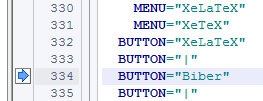 330 MENU="XeLaTeX"
331 MENU="XeTeX"
332 BUTTON="XeLaTeX"
333 BUTTON="|"
334 BUTTON="Biber"
335 BUTTON="|"